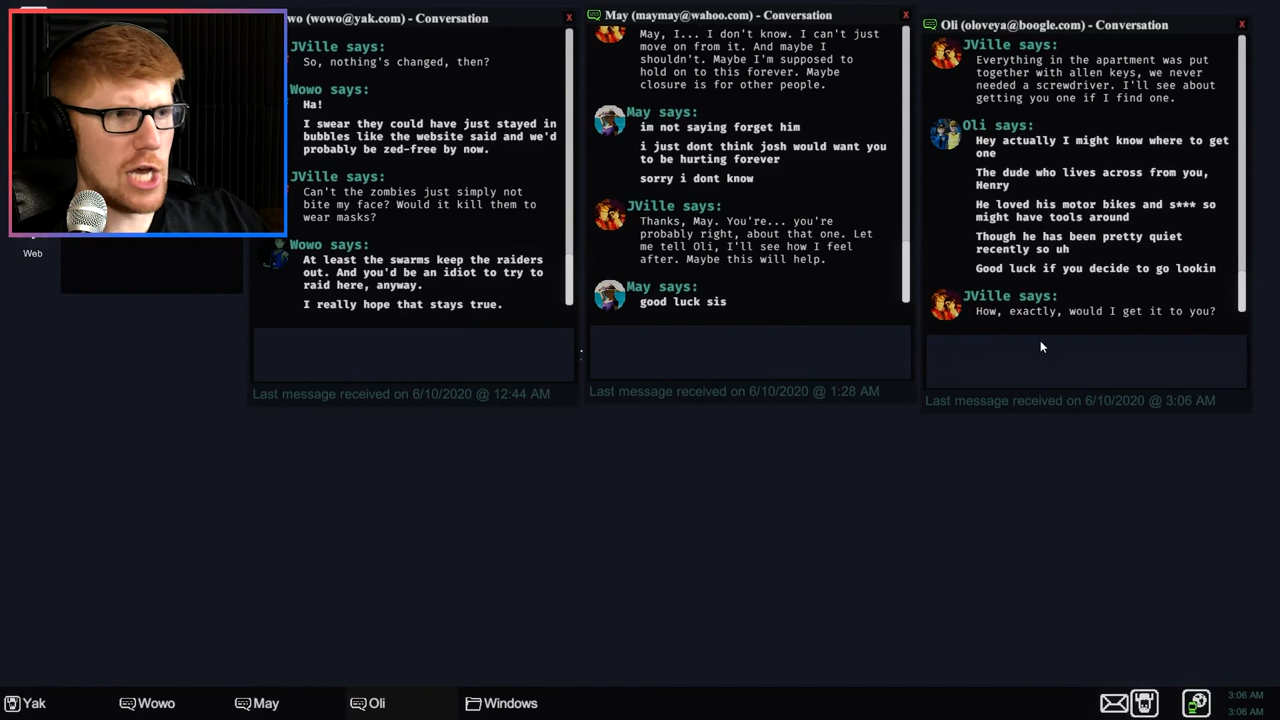 wo (wowo@yak.com) - Conversation
x
JVille says:
So, nothing's changed, then?
Wowo says:
Ha!
I swear they could have just stayed in
bubbles like the website said and we'd
probably be zed-free by now.
JVille says:
Can't the zombies just simply not
bite my face? Would it kill them to
wear masks?
Wowo says:
At least the swarms keep the raiders
out. And you'd be an idiot to try to
raid here, anyway.
I really hope that stays true.
Last message received on 6/10/2020 @ 12:44 AM
May (maymay@wahoo.com) - Conversation
x
May, I... I don't know. I can't just
move on from it. And maybe I
shouldn't. Maybe I'm supposed to
hold on to this forever. Maybe
closure is for other people.
May says:
im not saying forget him
i just dont think josh would want you
to be hurting forever
sorry i dont know
JVille says:
Thanks, May. You're... you're
probably right, about that one. Let
me tell Oli, I'll see how I feel
after. Maybe this will help.
May says:
good luck sis
Last message received on 6/10/2020 @ 1:28 AM
Oli (oloveya@boogle.com) - Conversation
x
JVille says:
Everything in the apartment was put
together with allen keys, we never
needed a screwdriver. I'll see about
getting you one if I find one.
Oli says:
Hey actually I might know where to get
one
The dude who lives across from you,
Henry
He loved his motor bikes and s*** so
might have tools around
Though he has been pretty quiet
recently so uh
Good luck if you decide to go lookin
JVille says:
How, exactly, would I get it to you?
Last message received on 6/10/2020 @ 3:06 AM
Web
Yak
Wowo
May
Oli
Windows
3:06 AM
3:06 AM